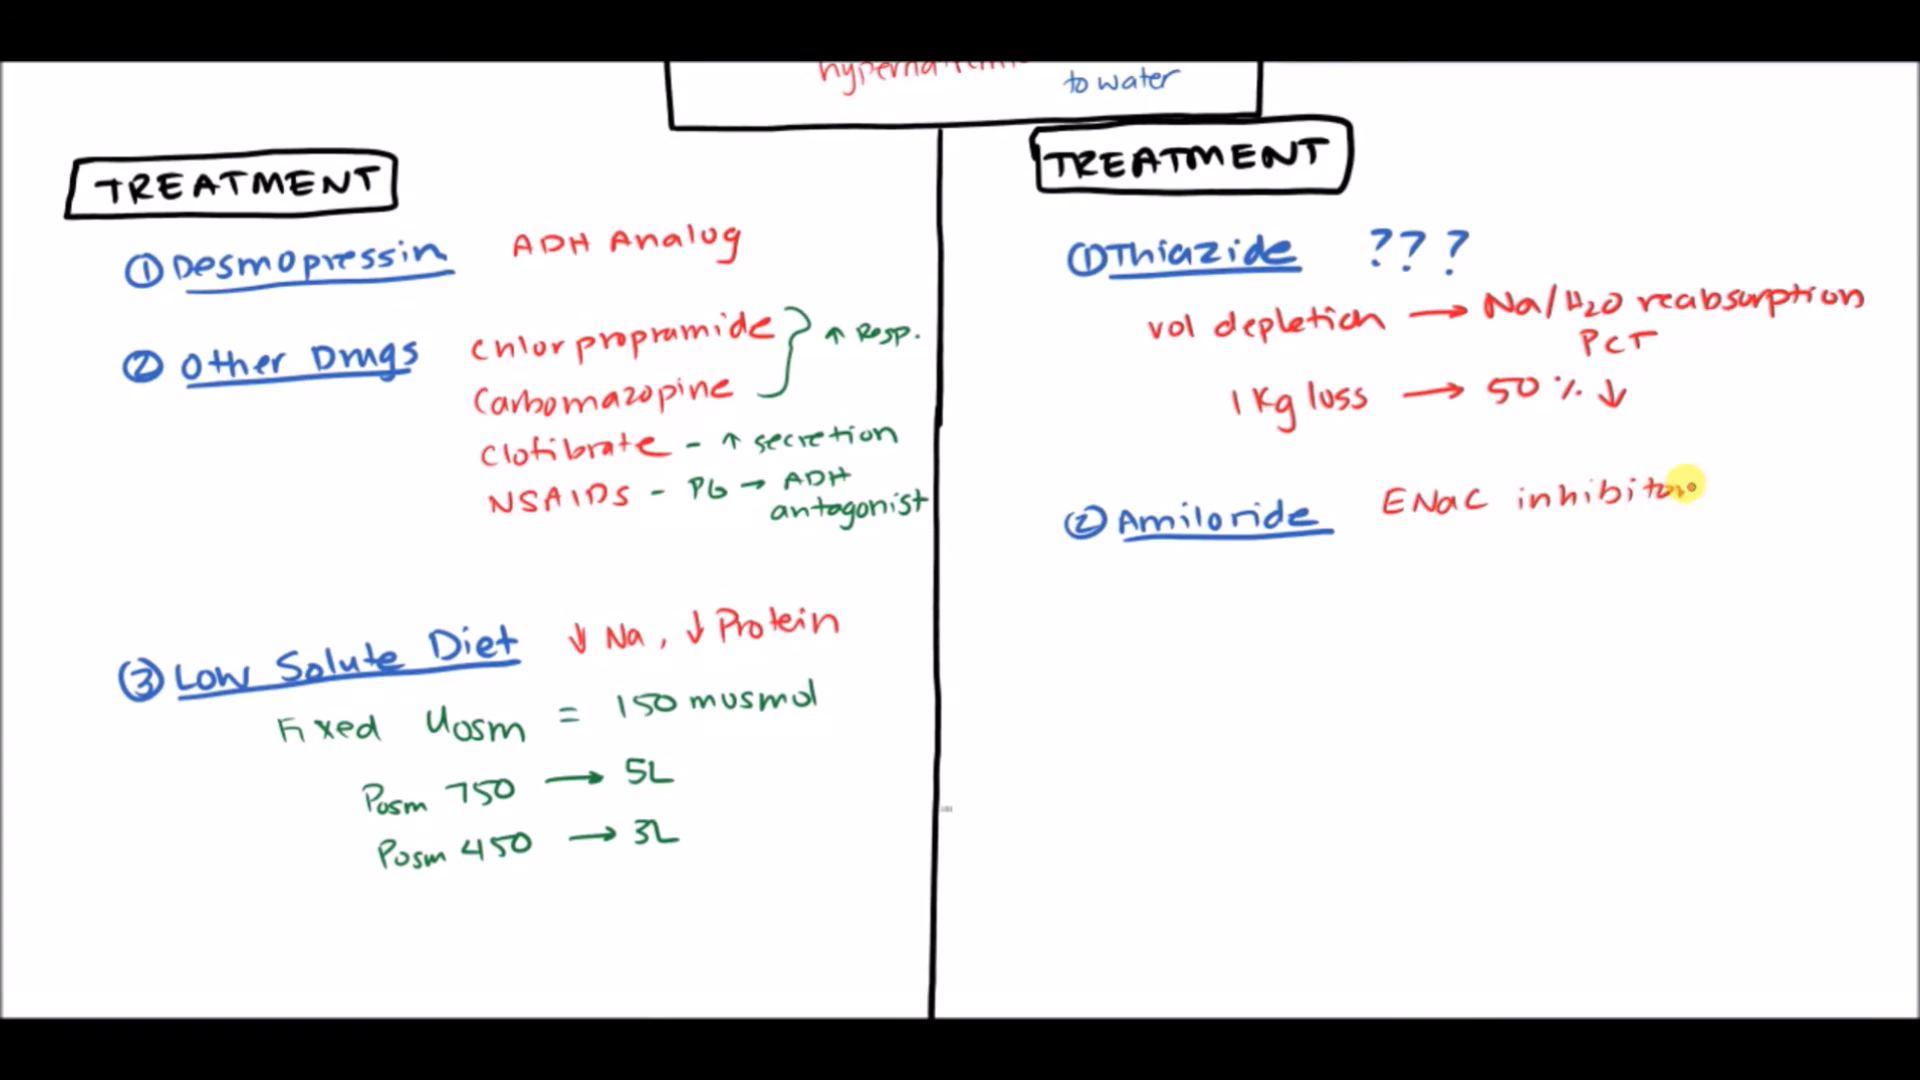 to water
TREATMENT
① Desmopressin ADH Analog
② Other Drugs Chlorpropramide ↑ Resp.
Carbomazopine
Clofibrate - ↑ secretion
NSAIDS - PG → ADH
antagonist
③ Low Solute Diet ↓ Na, ↓ Protein
Fixed Uosm = 150 mosmol
Posm 750 → 5L
Posm 450 → 3L
TREATMENT
① Thiazide ???
vol depletion → Na/H2O reabsorption
PCT
1 Kg loss → 50% ↓
② Amiloride ENaC inhibitor